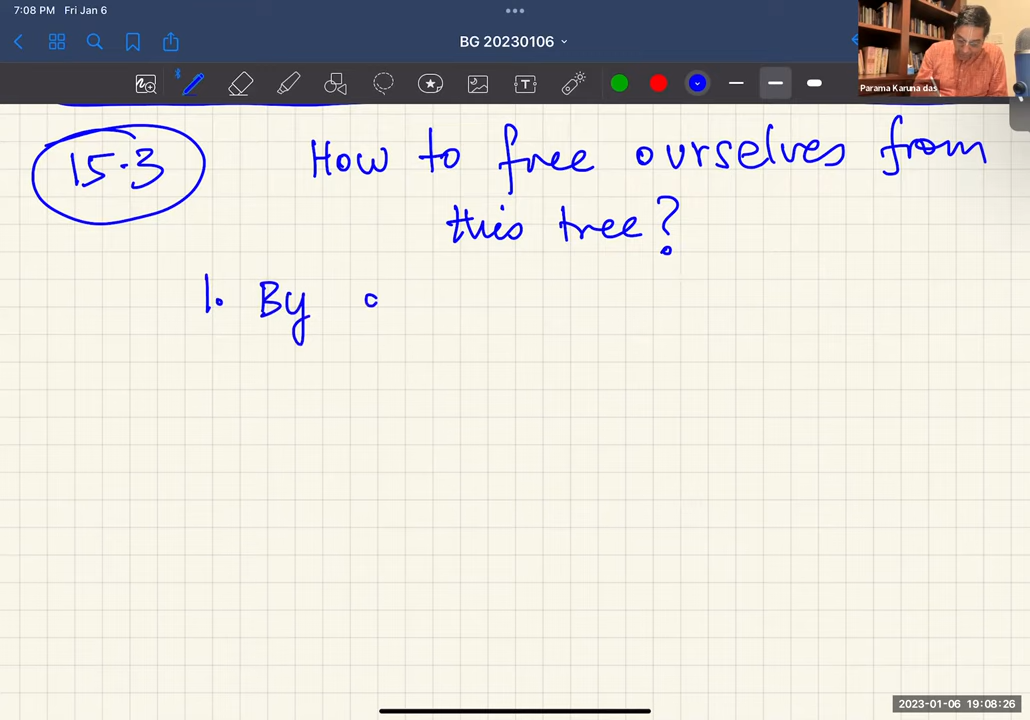 7:08 PM Fri Jan 6
BG 20230106
Parama Karuna das
15.3 How to free ourselves from
this tree?
1. By
2023-01-06 19:08:26